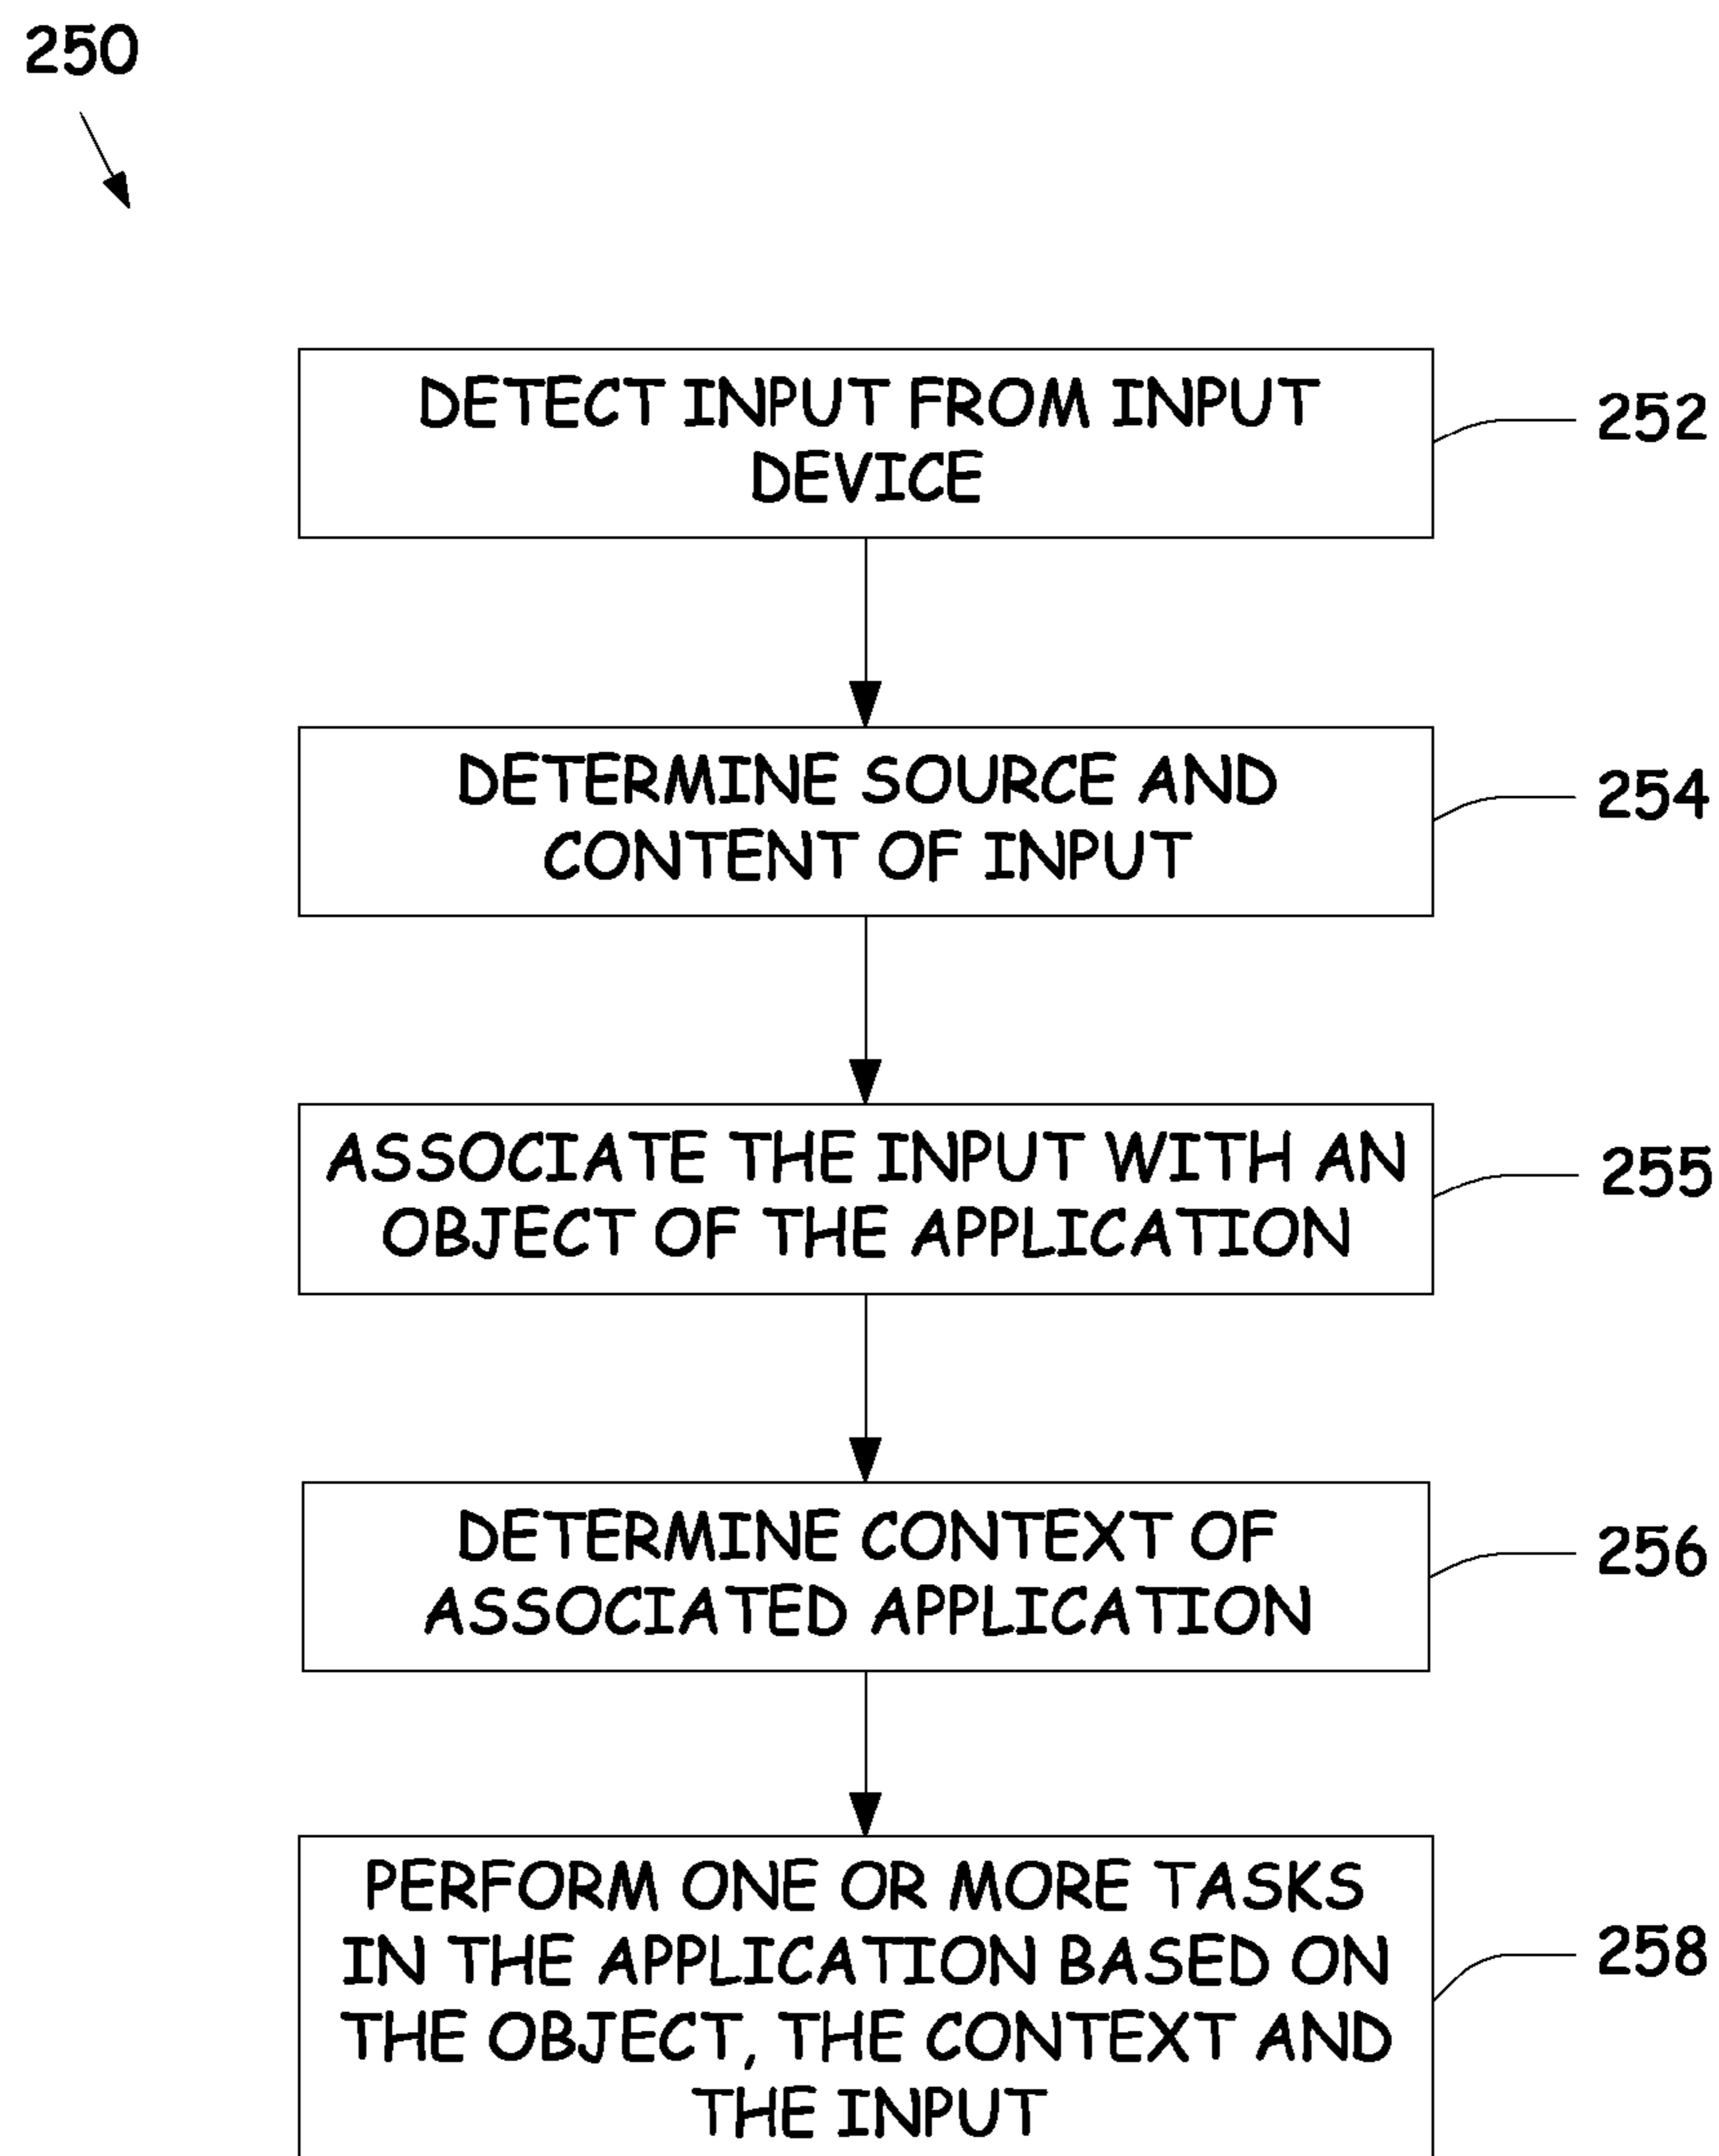 250
DETECT INPUT FROM INPUT
DEVICE
252
DETERMINE SOURCE AND
CONTENT OF INPUT
254
ASSOCIATE THE INPUT WITH AN
OBJECT OF THE APPLICATION
255
DETERMINE CONTEXT OF
ASSOCIATED APPLICATION
256
PERFORM ONE OR MORE TASKS
IN THE APPLICATION BASED ON
THE OBJECT, THE CONTEXT AND
THE INPUT
258